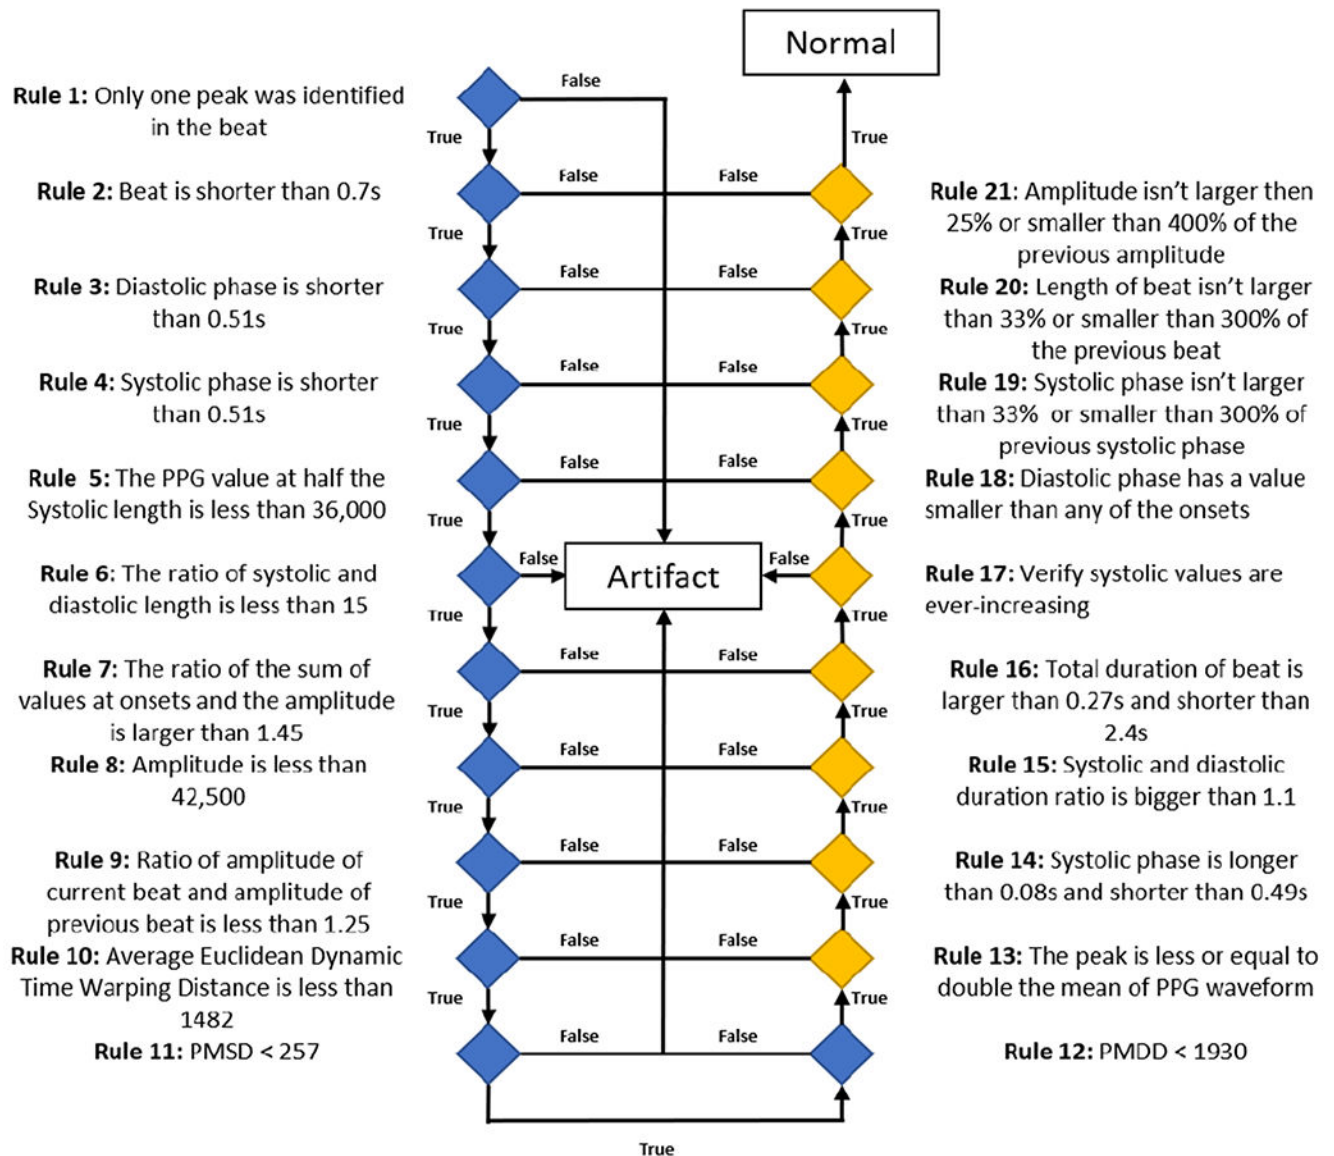 Normal
Rule 1: Only one peak was identified
in the beat
False
True
Rule 2: Beat is shorter than 0.7s
False
False
True
True
Rule 21: Amplitude isn't larger then
25% or smaller than 400% of the
previous amplitude
Rule 3: Diastolic phase is shorter
than 0.51s
False
False
True
True
Rule 20: Length of beat isn't larger
than 33% or smaller than 300% of
the previous beat
Rule 4: Systolic phase is shorter
than 0.51s
False
False
True
True
Rule 19: Systolic phase isn't larger
than 33% or smaller than 300% of
previous systolic phase
Rule 5: The PPG value at half the
Systolic length is less than 36,000
False
False
True
True
Rule 18: Diastolic phase has a value
smaller than any of the onsets
Rule 6: The ratio of systolic and
diastolic length is less than 15
False
Artifact
False
True
True
Rule 17: Verify systolic values are
ever-increasing
Rule 7: The ratio of the sum of
values at onsets and the amplitude
is larger than 1.45
False
False
True
True
Rule 16: Total duration of beat is
larger than 0.27s and shorter than
2.4s
Rule 8: Amplitude is less than
42,500
False
False
True
True
Rule 15: Systolic and diastolic
duration ratio is bigger than 1.1
Rule 9: Ratio of amplitude of
current beat and amplitude of
previous beat is less than 1.25
False
False
True
True
Rule 14: Systolic phase is longer
than 0.08s and shorter than 0.49s
Rule 10: Average Euclidean Dynamic
Time Warping Distance is less than
1482
False
False
True
True
Rule 13: The peak is less or equal to
double the mean of PPG waveform
Rule 11: PMSD < 257
False
False
True
True
Rule 12: PMDD < 1930